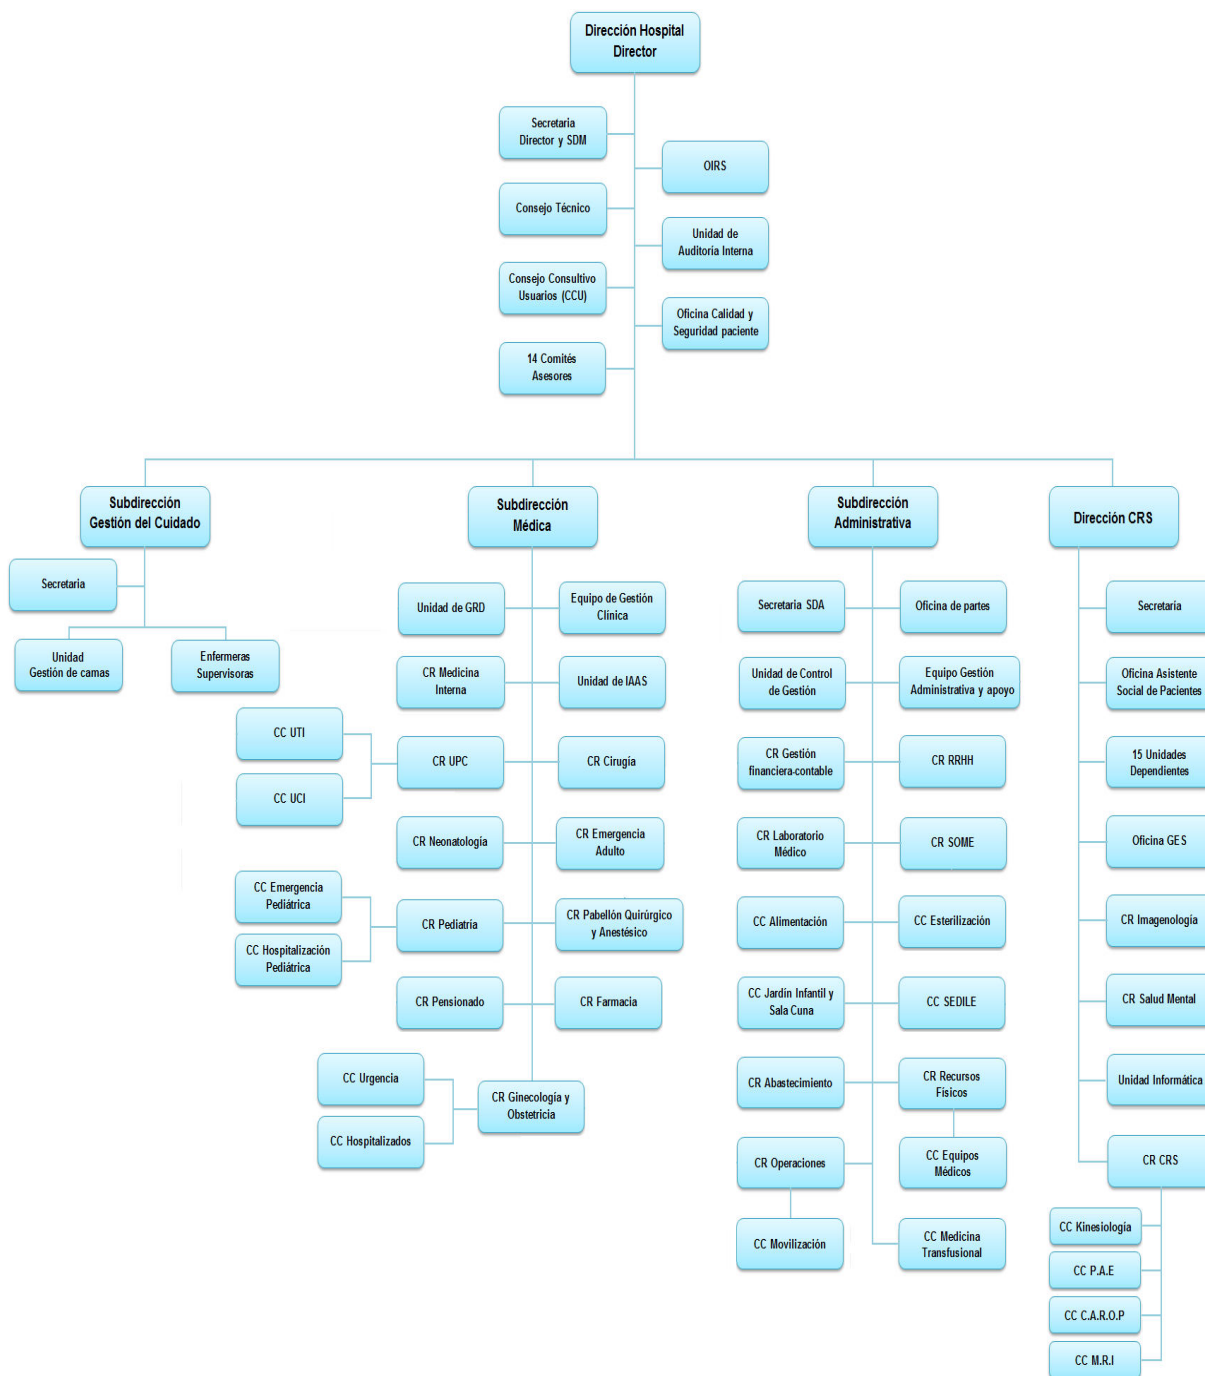 Dirección Hospital
Director
Secretaria
Director y SDM
OIRS
Consejo Técnico
Unidad de
Auditoría Interna
Consejo Consultivo
Usuarios (CCU)
Oficina Calidad y
Seguridad paciente
14 Comités
Asesores
Subdirección
Gestión del Cuidado
Secretaria
Unidad
Gestión de camas
Enfermeras
Supervisoras
Subdirección
Médica
Unidad de GRD
Equipo de Gestión
Clínica
CR Medicina
Interna
Unidad de IAAS
CC UTI
CC UCI
CR UPC
CR Cirugía
CR Neonatología
CR Emergencia
Adulto
CC Emergencia
Pediátrica
CC Hospitalización
Pediátrica
CR Pediatría
CR Pabellón Quirúrgico
y Anestésico
CR Pensionado
CR Farmacia
CC Urgencia
CC Hospitalizados
CR Ginecología y
Obstetricia
Subdirección
Administrativa
Secretaria SDA
Oficina de partes
Unidad de Control
de Gestión
Equipo Gestión
Administrativa y apoyo
CR Gestión
financiera-contable
CR RRHH
CR Laboratorio
Médico
CR SOME
CC Alimentación
CC Esterilización
CC Jardín Infantil y
Sala Cuna
CC SEDILE
CR Abastecimiento
CR Recursos
Físicos
CR Operaciones
CC Equipos
Médicos
CC Movilización
CC Medicina
Transfusional
Dirección CRS
Secretaría
Oficina Asistente
Social de Pacientes
15 Unidades
Dependientes
Oficina GES
CR Imagenología
CR Salud Mental
Unidad Informática
CR CRS
CC Kinesiología
CC P.A.E
CC C.A.R.O.P
CC M.R.I